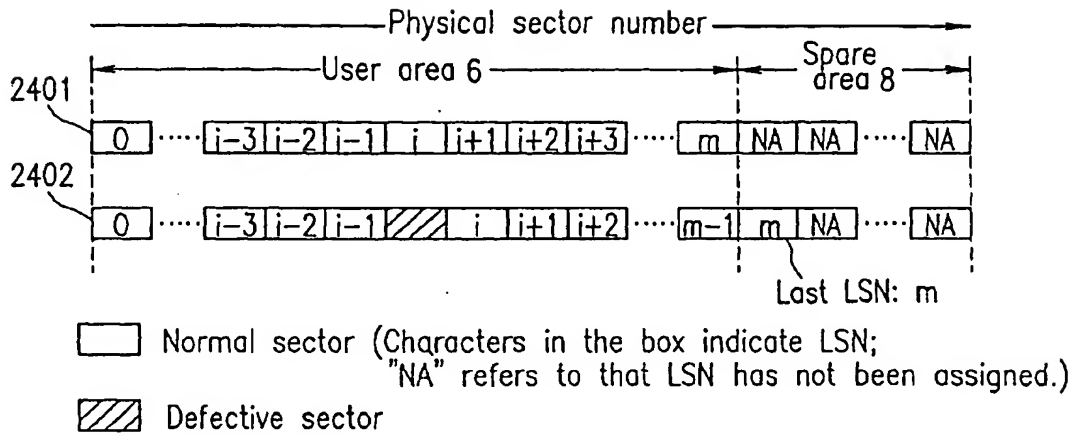 Physical sector number
User area 6
Spare
area 8
2401
0 ····· i-3 i-2 i-1 i i+1 i+2 i+3 ····· m NA NA ····· NA
2402
0 ····· i-3 i-2 i-1 i i+1 i+2 ····· m-1 m NA ····· NA
Last LSN: m
Normal sector (Characters in the box indicate LSN;
"NA" refers to that LSN has not been assigned.)
Defective sector